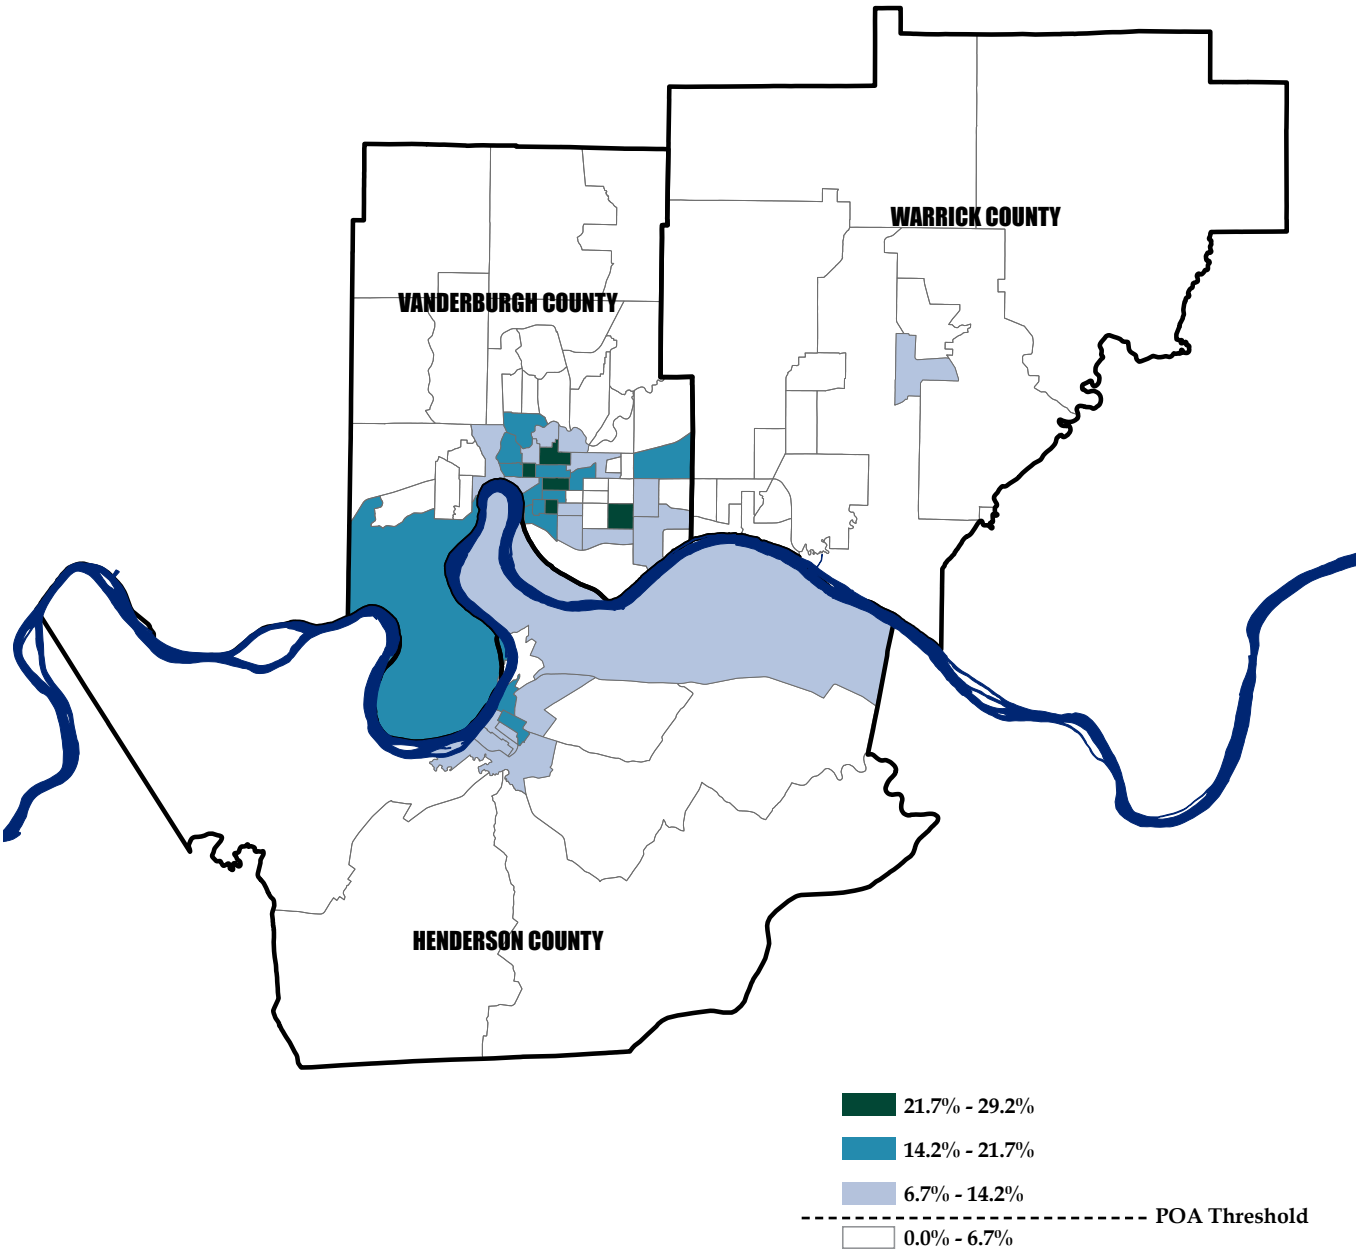 WARRICK COUNTY
VANDERBURGH COUNTY
HENDERSON COUNTY
21.7% - 29.2%
14.2% - 21.7%
6.7% - 14.2%
POA Threshold
0.0% - 6.7%